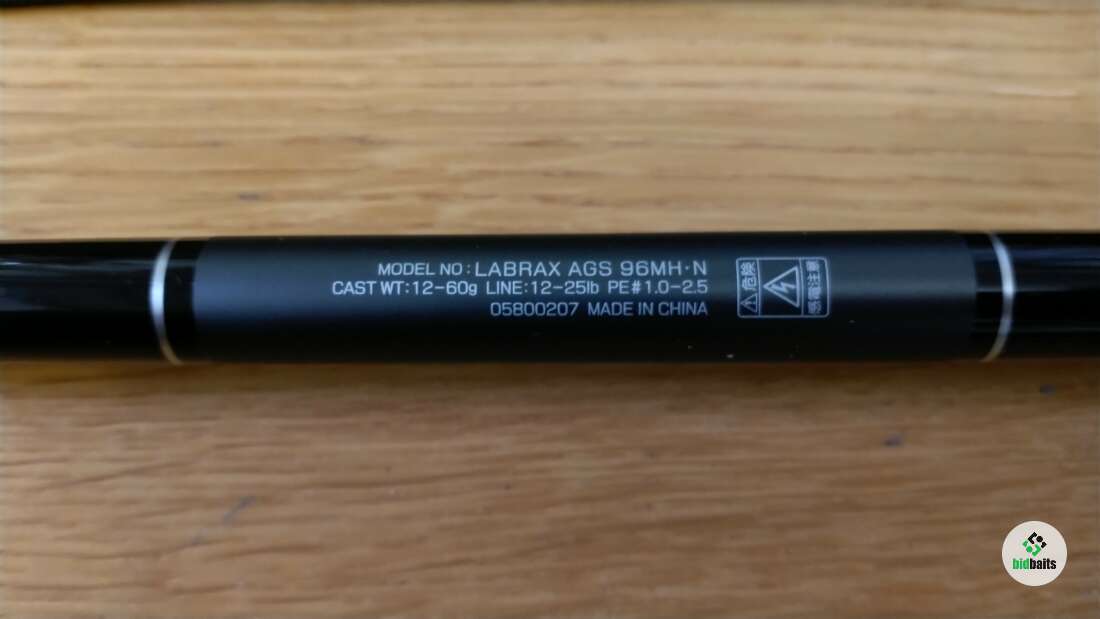 MODEL NO : LABRAX AGS 96MH·N
CAST WT: 12-60g LINE: 12-25lb PE# 1.0-2.5
05B00207 MADE IN CHINA
危険
感電注意
bidbaits